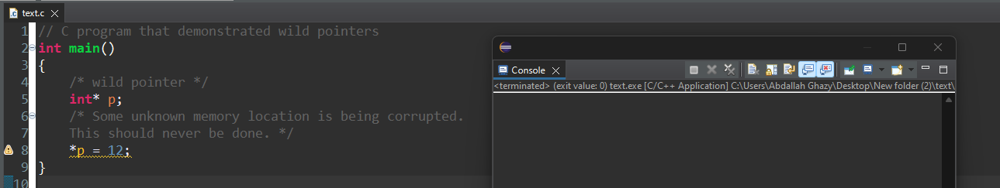 text.c
1 // C program that demonstrated wild pointers
2 int main()
3 {
4 /* wild pointer */
5 int* p;
6 /* Some unknown memory location is being corrupted.
7 This should never be done. */
8 *p = 12;
9 }
10
Console
<terminated> (exit value: 0) text.exe [C/C++ Application] C:\Users\Abdallah Ghazy\Desktop\New folder (2)\text\